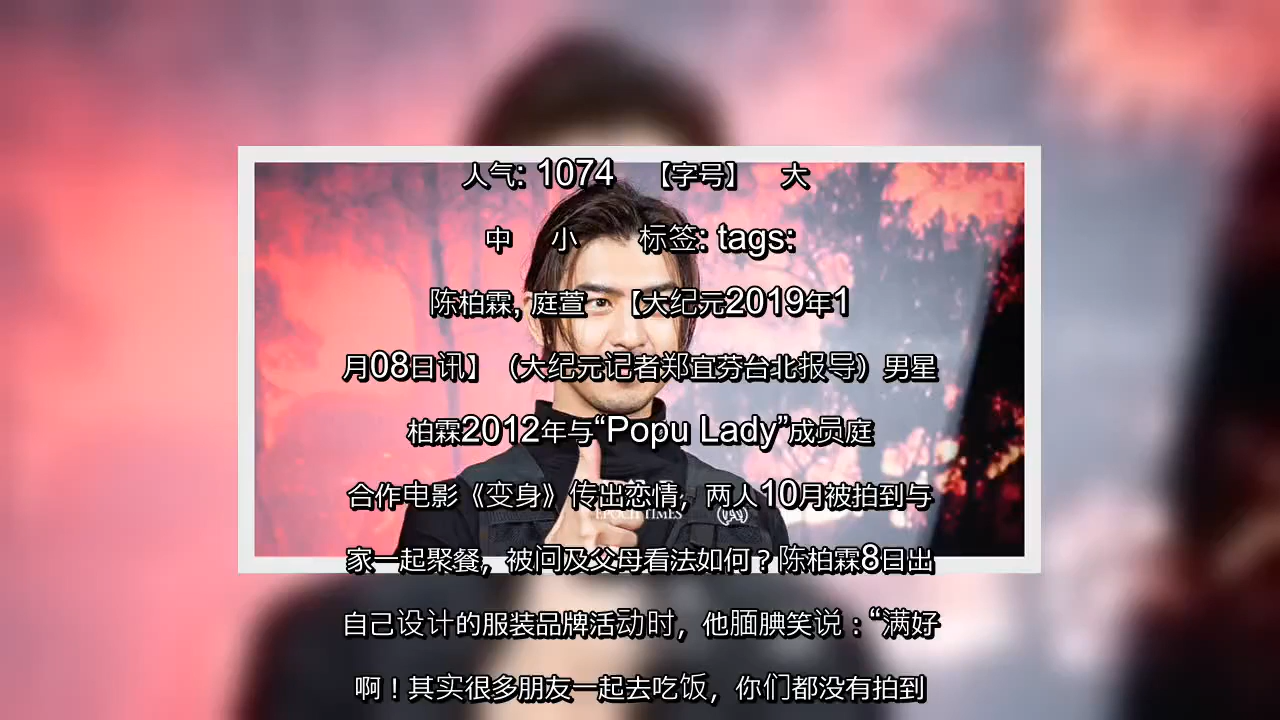 人气: 1074 【字号】 大
中 小 标签: tags:
陈柏霖, 庭萱 【大纪元2019年1
月08日讯】（大纪元记者郑宜芬台北报导）男星
柏霖2012年与“Popu Lady”成员庭
合作电影《变身》传出恋情，两人10月被拍到与
家一起聚餐，被问及父母看法如何？陈柏霖8日出
自己设计的服装品牌活动时，他腼腆笑说：“满好
啊！其实很多朋友一起去吃饭，你们都没有拍到
EPOCH TIMES